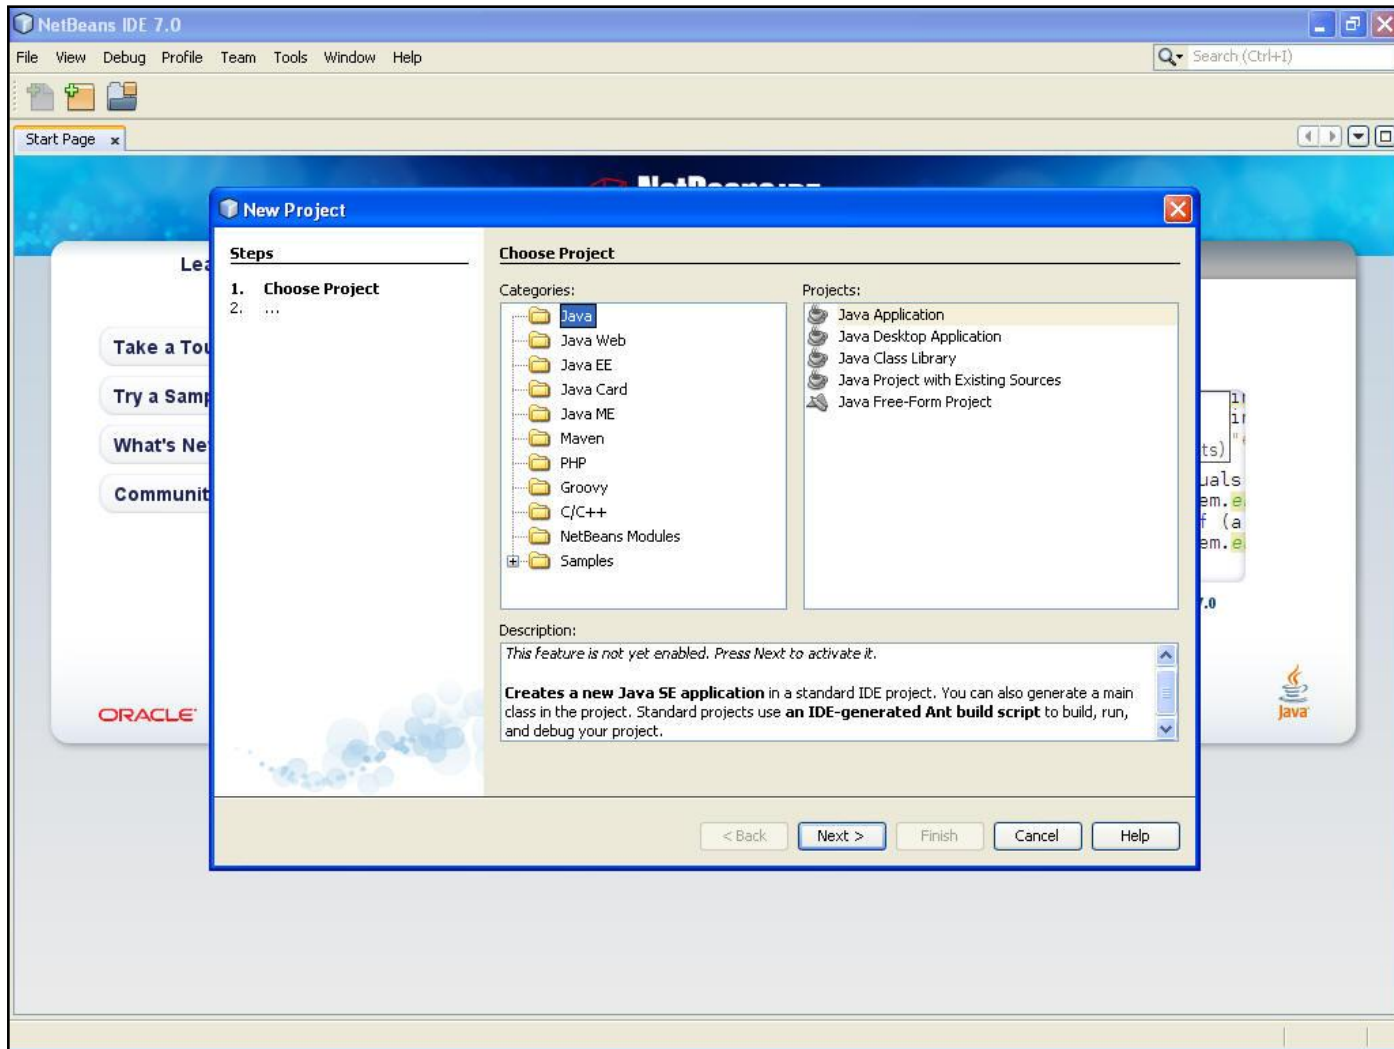 NetBeans IDE 7.0
File View Debug Profile Team Tools Window Help
Search (Ctrl+I)
Start Page
New Project
Steps
1. Choose Project
2. ...
Choose Project
Categories:
Java
Java Web
Java EE
Java Card
Java ME
Maven
PHP
Groovy
C/C++
NetBeans Modules
Samples
Projects:
Java Application
Java Desktop Application
Java Class Library
Java Project with Existing Sources
Java Free-Form Project
Description:
This feature is not yet enabled. Press Next to activate it.
Creates a new Java SE application in a standard IDE project. You can also generate a main
class in the project. Standard projects use an IDE-generated Ant build script to build, run,
and debug your project.
< Back
Next >
Finish
Cancel
Help
Take a Tou
Try a Samp
What's Ne
Communit
ORACLE
ts)
uals
em.e
f (a
em.e
7.0
Java